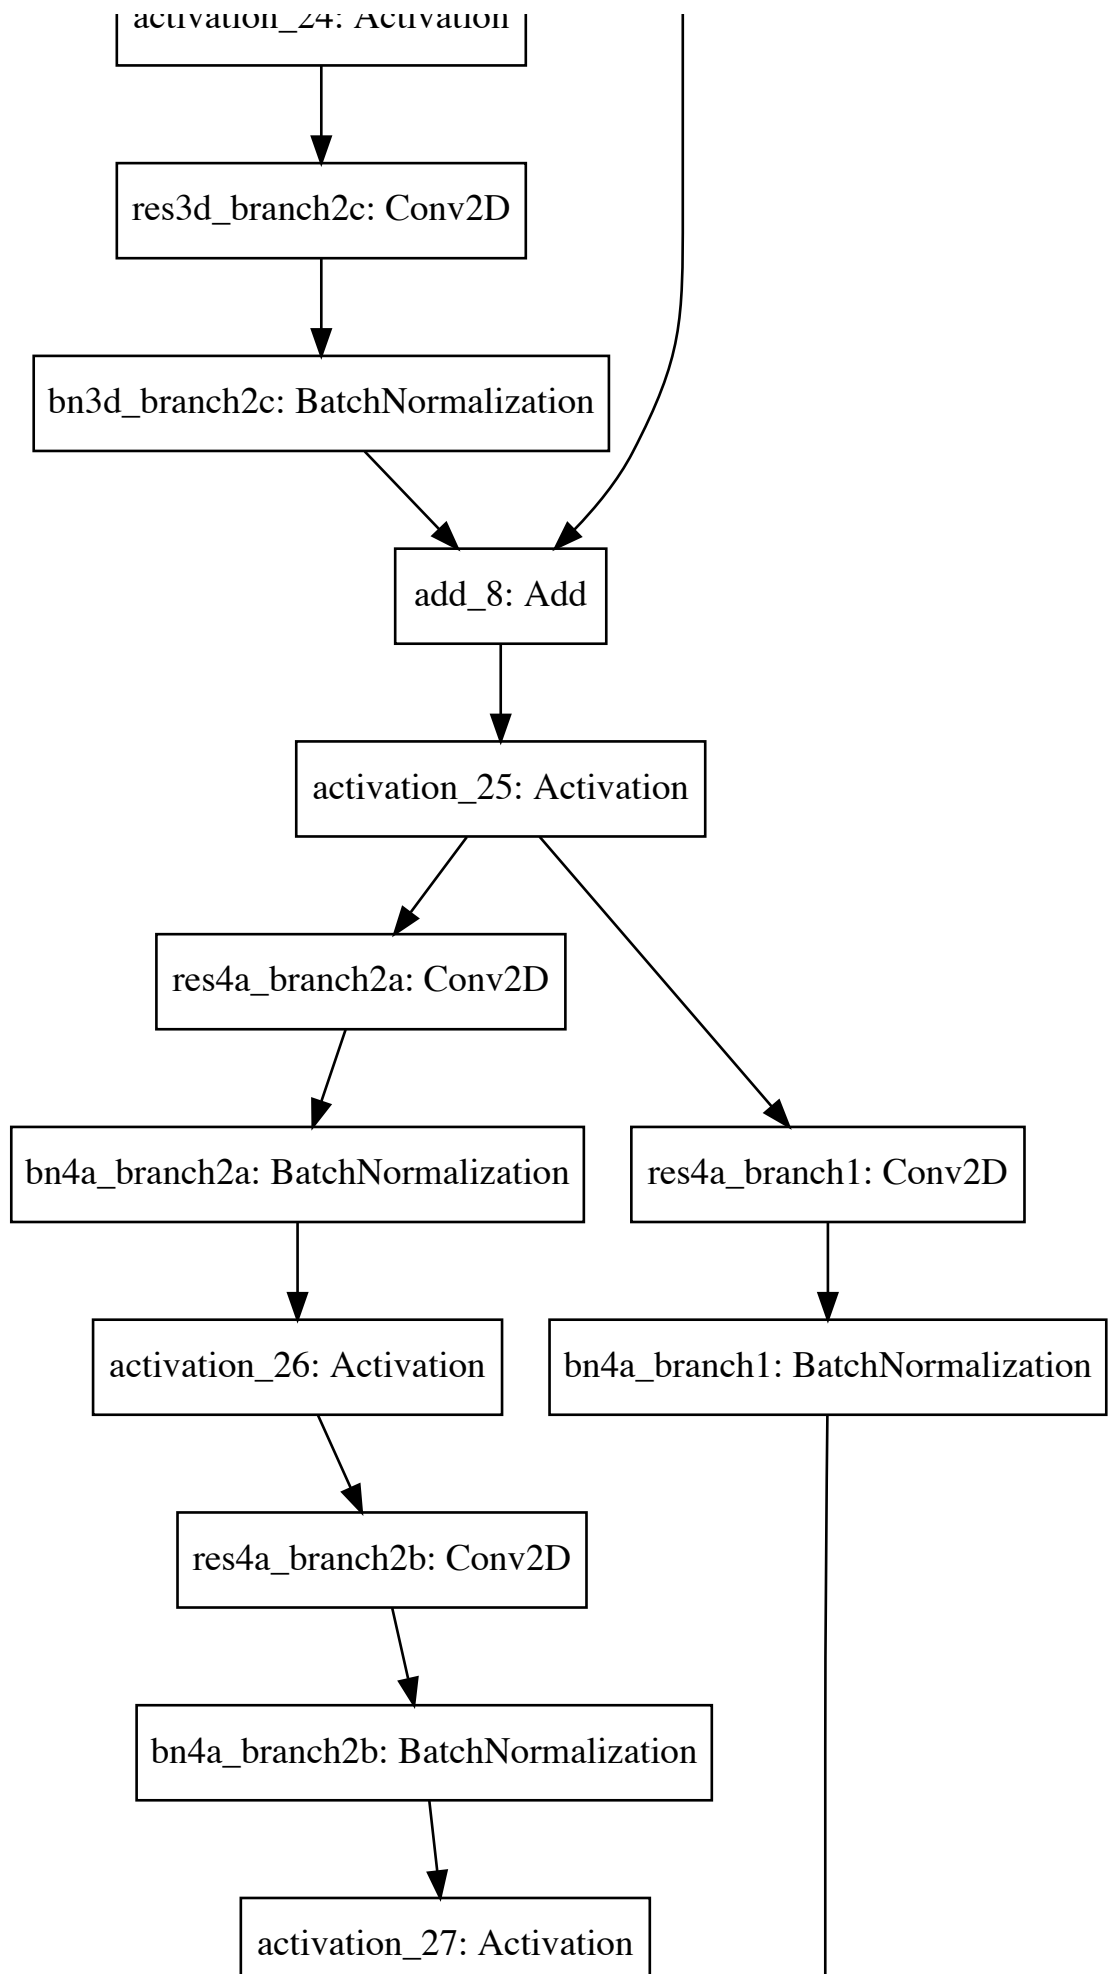 activation_24: Activation
res3d_branch2c: Conv2D
bn3d_branch2c: BatchNormalization
add_8: Add
activation_25: Activation
res4a_branch2a: Conv2D
bn4a_branch2a: BatchNormalization
res4a_branch1: Conv2D
activation_26: Activation
bn4a_branch1: BatchNormalization
res4a_branch2b: Conv2D
bn4a_branch2b: BatchNormalization
activation_27: Activation